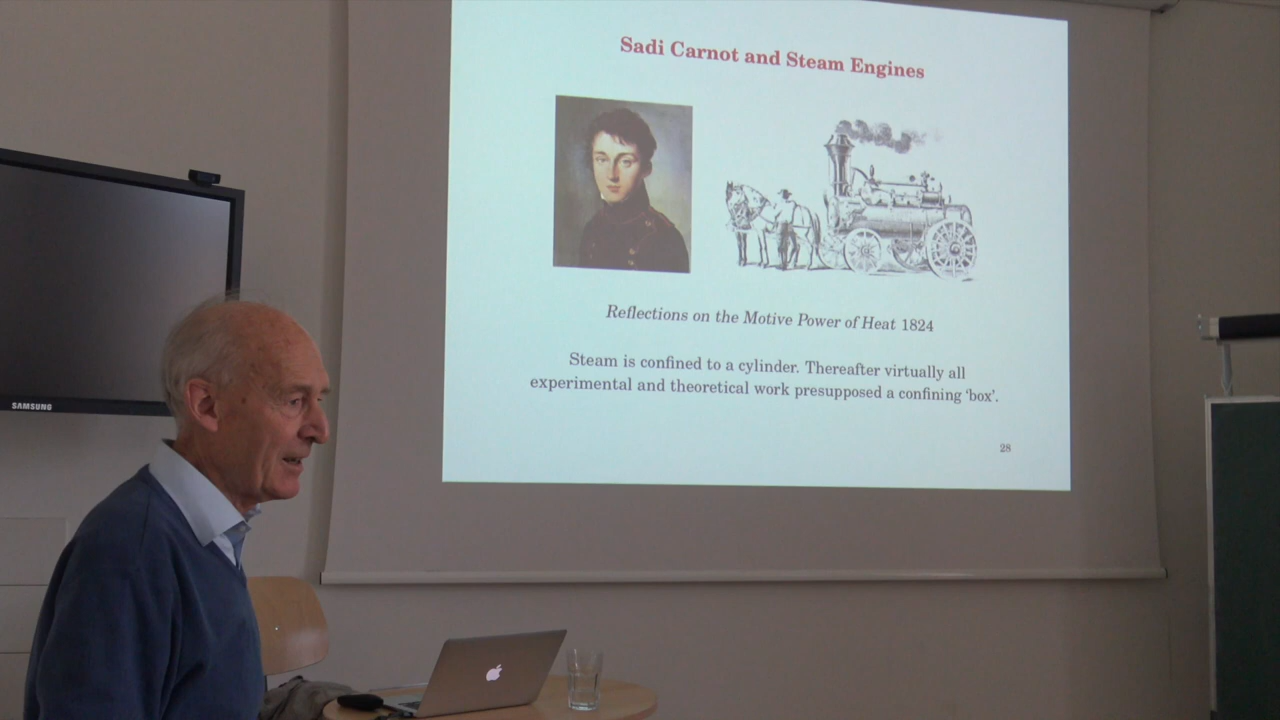 Sadi Carnot and Steam Engines
Reflections on the Motive Power of Heat 1824
Steam is confined to a cylinder. Thereafter virtually all
experimental and theoretical work presupposed a confining ‘box’.
28
SAMSUNG